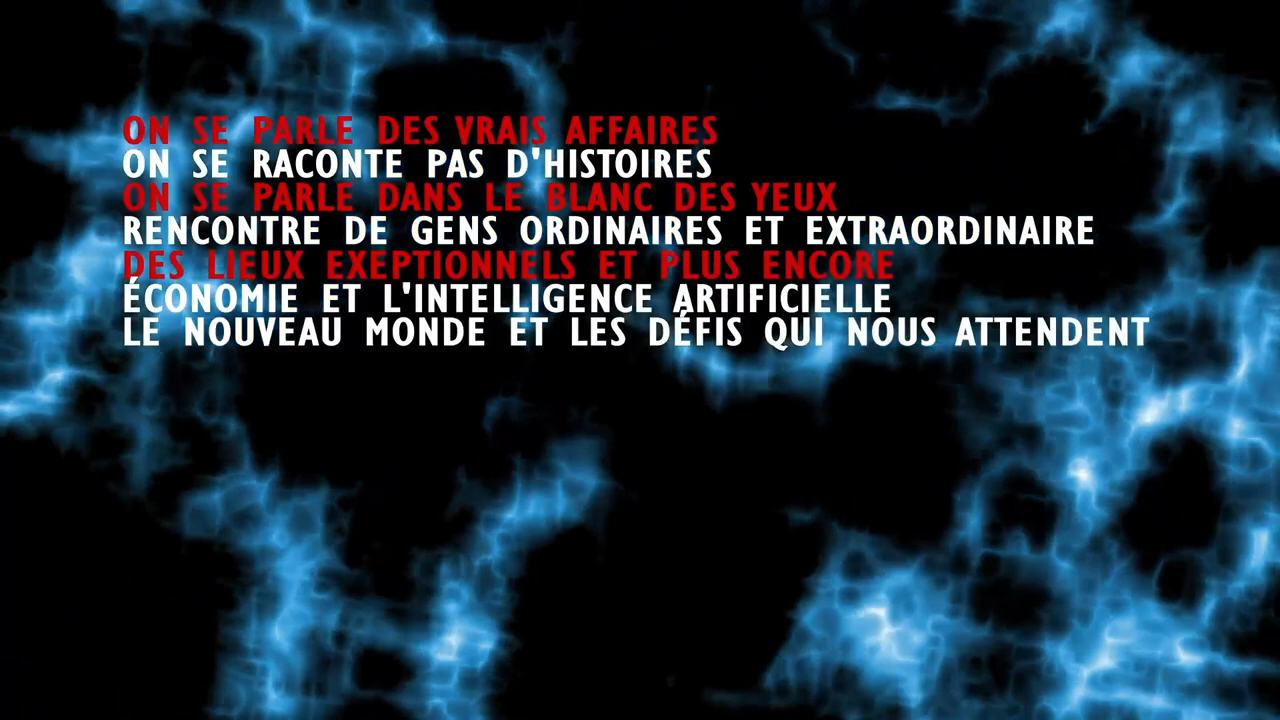 ON SE PARLE DES VRAIS AFFAIRES
ON SE RACONTE PAS D'HISTOIRES
ON SE PARLE DANS LE BLANC DES YEUX
RENCONTRE DE GENS ORDINAIRES ET EXTRAORDINAIRE
DES LIEUX EXEPTIONNELS ET PLUS ENCORE
ÉCONOMIE ET L'INTELLIGENCE ARTIFICIELLE
LE NOUVEAU MONDE ET LES DÉFIS QUI NOUS ATTENDENT